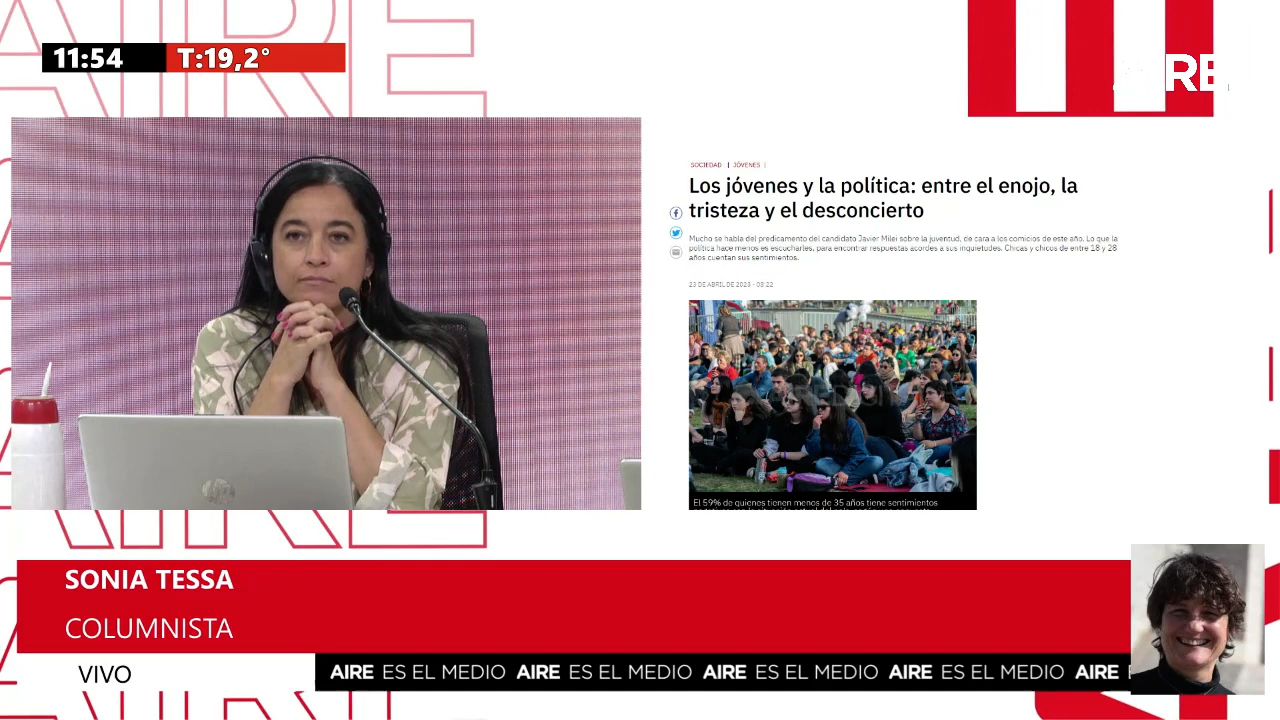 11:54 T:19,2°
AIRE
SOCIEDAD | JÓVENES |
Los jóvenes y la política: entre el enojo, la
tristeza y el desconcierto
Mucho se habla del predicamento del candidato Javier Milei sobre la juventud, de cara a los comicios de este año. Lo que la
política hace menos es escucharles, para encontrar respuestas acordes a sus inquietudes. Chicas y chicos de entre 18 y 28
años cuentan sus sentimientos.
23 DE ABRIL DE 2023 - 08:22
El 59% de quienes tienen menos de 35 años tiene sentimientos
SONIA TESSA
COLUMNISTA
VIVO
AIRE ES EL MEDIO AIRE ES EL MEDIO AIRE ES EL MEDIO AIRE ES EL MEDIO AIRE